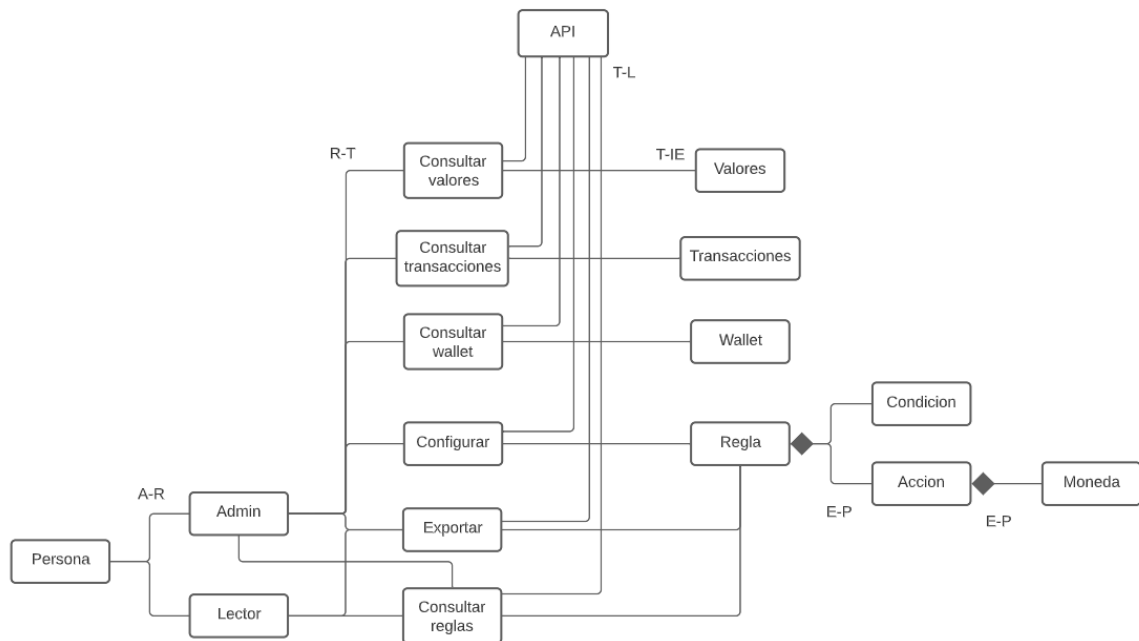 API
T-L
R-T
Consultar
valores
T-IE
Valores
Consultar
transacciones
Transacciones
Consultar
wallet
Wallet
Condicion
Configurar
Regla
Accion
Moneda
A-R
Admin
E-P
E-P
Exportar
Persona
Lector
Consultar
reglas